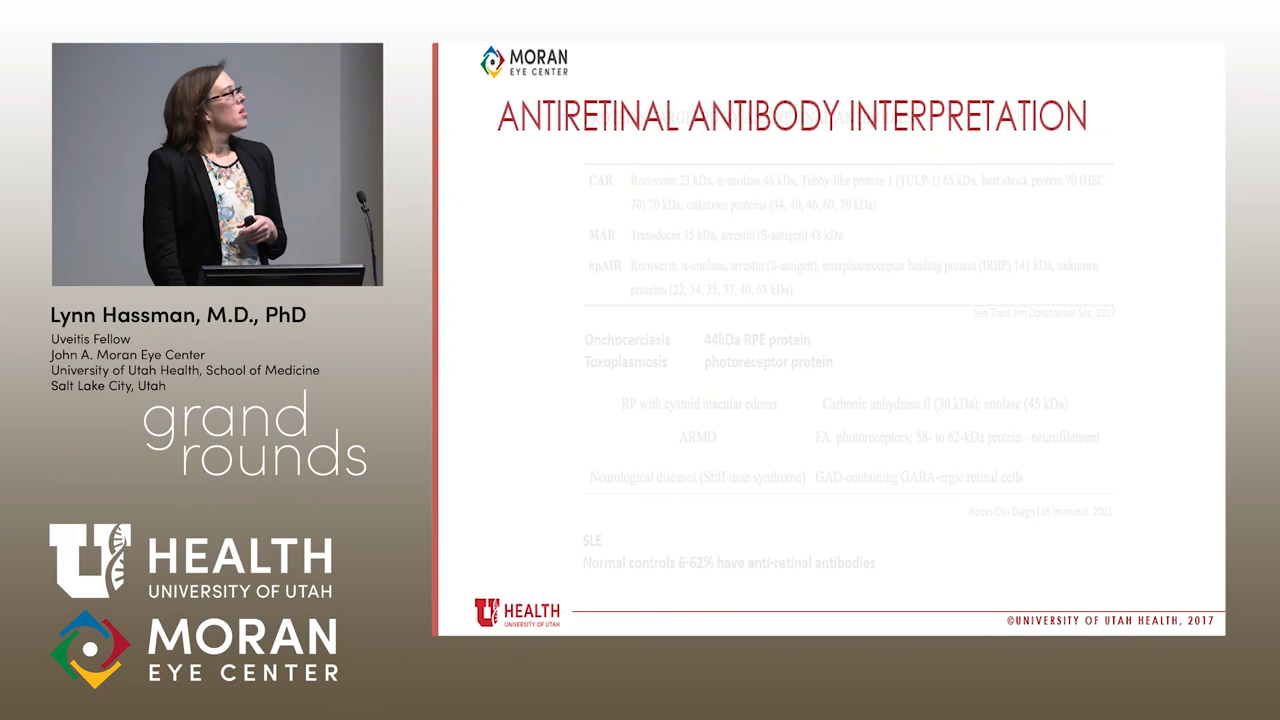 Lynn Hassman, M.D., PhD
Uveitis Fellow
John A. Moran Eye Center
University of Utah Health, School of Medicine
Salt Lake City, Utah
grand
rounds
U HEALTH
UNIVERSITY OF UTAH
MORAN
EYE CENTER
MORAN
EYE CENTER
ANTIRETINAL ANTIBODY INTERPRETATION
CAR Recoverin 23 kDa, α-enolase 46 kDa, Tubby-like protein 1 (TULP-1) 65 kDa, heat shock protein 70 (HSC
70) 70 kDa, unknown proteins (34, 40, 46, 60, 70 kDa)
MAR Transducin 35 kDa, arrestin (S-antigen) 48 kDa
npAIR Recoverin, α-enolase, arrestin (S-antigen), interphotoreceptor binding protein (IRBP) 141 kDa, unknown
proteins (22, 34, 35, 37, 40, 68 kDa)
Sen Trans Am Ophthalmol Soc. 2017
Onchocerciasis 44kDa RPE protein
Toxoplasmosis photoreceptor protein
RP with cystoid macular edema Carbonic anhydrase II (30 kDa); enolase (45 kDa)
ARMD FA: photoreceptors; 58- to 62-kDa protein– neurofilament
Neurological diseases (Stiff-man syndrome) GAD-containing GABA-ergic retinal cells
Hooks Clin Diagn Lab Immunol. 2001
SLE
Normal controls 6-62% have anti-retinal antibodies
U HEALTH
UNIVERSITY OF UTAH
©UNIVERSITY OF UTAH HEALTH, 2017